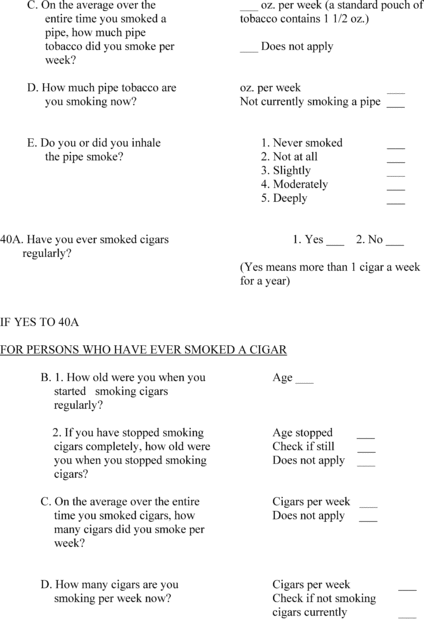 C. On the average over the ___ oz. per week (a standard pouch of
entire time you smoked a tobacco contains 1 1/2 oz.)
pipe, how much pipe
tobacco did you smoke per ___ Does not apply
week?
D. How much pipe tobacco are oz. per week ___
you smoking now? Not currently smoking a pipe ___
E. Do you or did you inhale 1. Never smoked ___
the pipe smoke? 2. Not at all ___
3. Slightly ___
4. Moderately ___
5. Deeply ___
40A. Have you ever smoked cigars 1. Yes ___ 2. No ___
regularly?
(Yes means more than 1 cigar a week
for a year)
IF YES TO 40A
FOR PERSONS WHO HAVE EVER SMOKED A CIGAR
B. 1. How old were you when you Age ___
started smoking cigars
regularly?
2. If you have stopped smoking Age stopped ___
cigars completely, how old were Check if still ___
you when you stopped smoking Does not apply ___
cigars?
C. On the average over the entire Cigars per week ___
time you smoked cigars, how Does not apply ___
many cigars did you smoke per
week?
D. How many cigars are you Cigars per week ___
smoking per week now? Check if not smoking
cigars currently ___